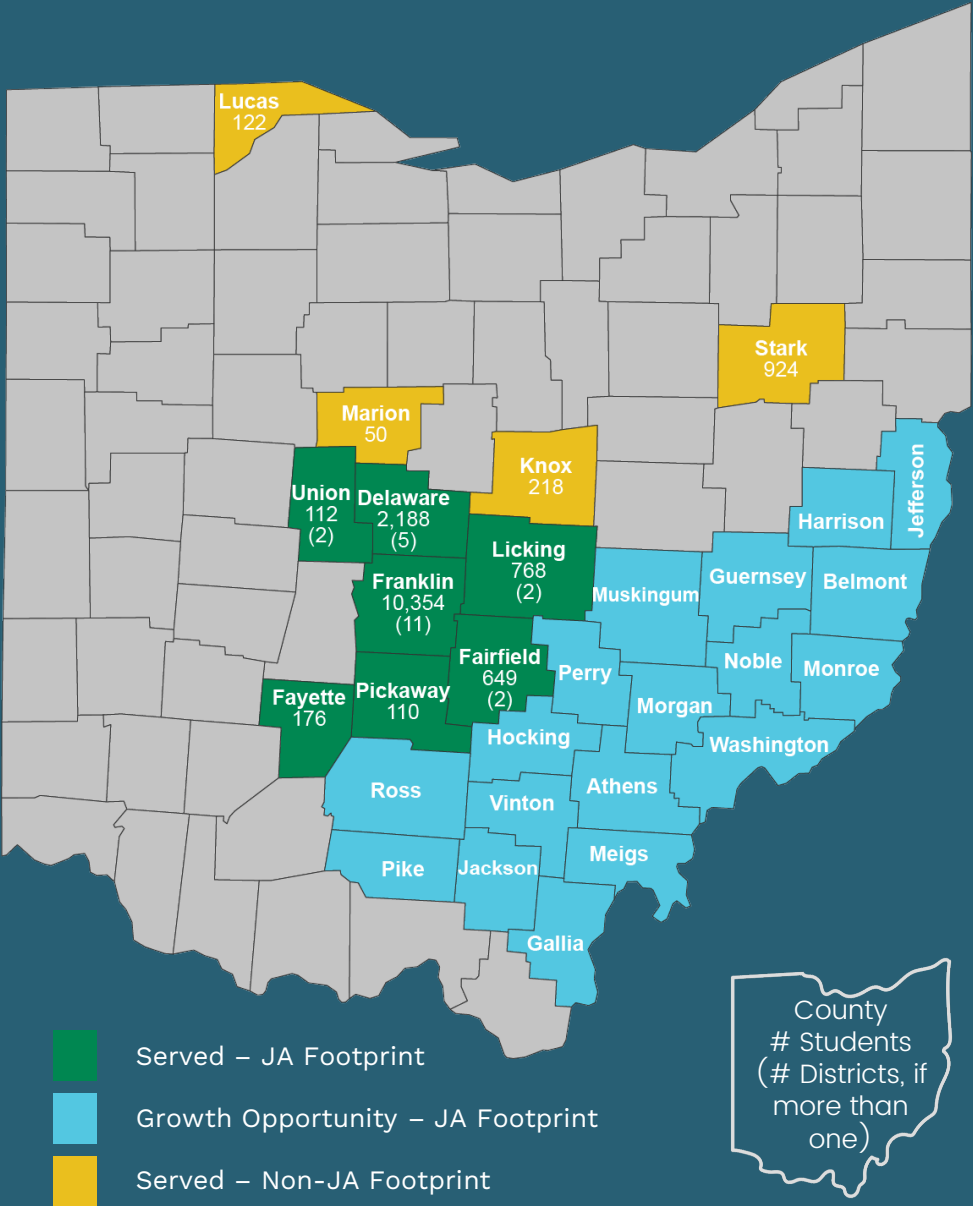 Lucas
122
Stark
924
Marion
50
Knox
218
Union
112
(2)
Delaware
2,188
(5)
Licking
768
(2)
Franklin
10,354
(11)
Fairfield
649
(2)
Fayette
176
Pickaway
110
Jefferson
Harrison
Muskingum
Guernsey
Belmont
Perry
Noble
Monroe
Morgan
Hocking
Washington
Ross
Vinton
Athens
Pike
Jackson
Meigs
Gallia
County
# Students
(# Districts, if
more than
one)
Served – JA Footprint
Growth Opportunity – JA Footprint
Served – Non-JA Footprint